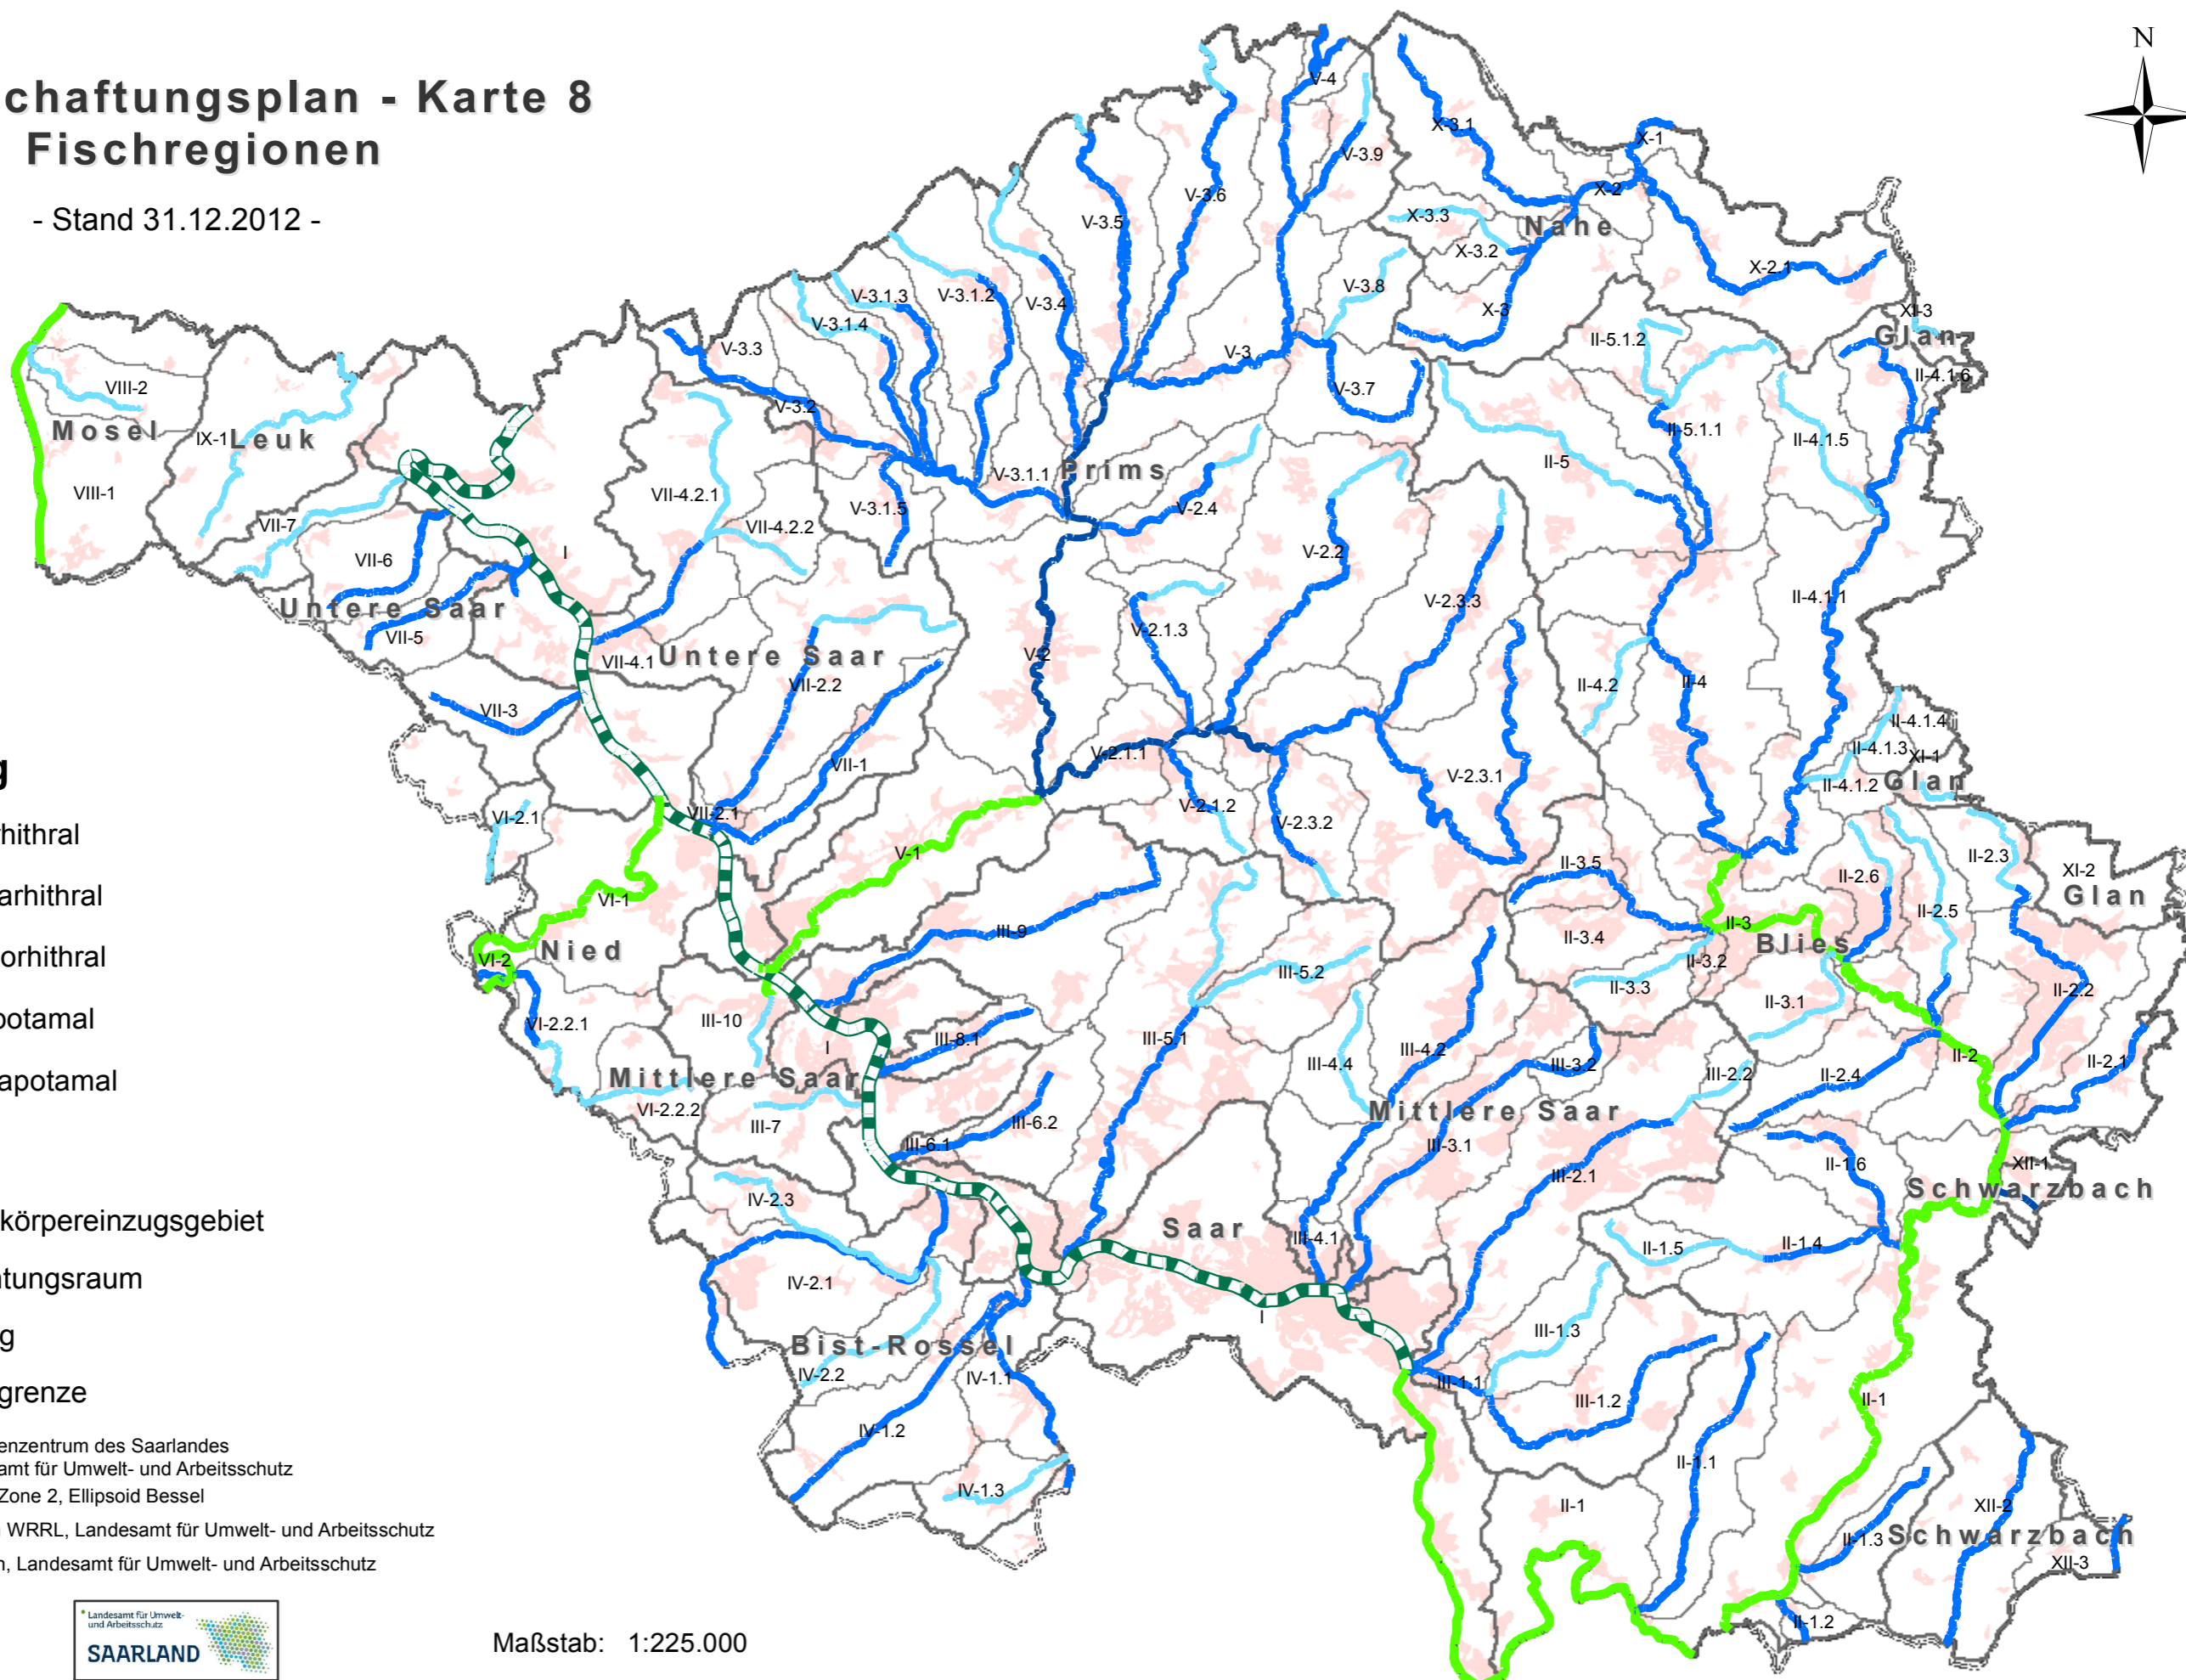 chaftungsplan - Karte 8
Fischregionen
- Stand 31.12.2012 -
N
V-4
X-3.1
X-1
V-3.9
V-3.6
X-2
V-3.5
X-3.3
Nahe
X-3.2
X-2.1
V-3.8
V-3.1.3
V-3.1.2
V-3.4
X-3
XI-3
V-3.1.4
Glan
II-5.1.2
V-3.3
V-3
II-4.1.6
VIII-2
V-3.7
V-3.2
Mosel
IX-1
Leuk
II-5.1.1
II-4.1.5
II-5
Prims
V-3.1.1
VIII-1
VII-4.2.1
V-3.1.5
V-2.4
VII-7
VII-4.2.2
VII-6
I
V-2.2
Untere Saar
V-2.3.3
II-4.1.1
VII-5
V-2.1.3
VII-4.1
Untere Saar
V-2
VII-2.2
II-4.2
II-4
VII-3
II-4.1.4
V-2.1.1
II-4.1.3
XI-1
VII-1
V-2.3.1
II-4.1.2
Glan
g
V-2.1.2
VII-2.1
VI-2.1
V-2.3.2
rhithral
V-1
II-3.5
II-2.3
XI-2
II-2.6
Glan
arhithral
VI-1
II-2.5
II-3
III-9
II-3.4
Blies
Nied
orhithral
VI-2
II-3.2
III-5.2
II-3.3
II-2.2
II-3.1
potamal
III-10
VI-2.2.1
III-8.1
III-5.1
I
III-4.2
II-2
III-4.4
III-3.2
II-2.1
III-2.2
II-2.4
apotamal
Mittlere Saar
VI-2.2.2
Mittlere Saar
III-7
III-6.2
III-6.1
III-3.1
II-1.6
XII-1
III-2.1
Schwarzbach
IV-2.3
körpereinzugsgebiet
Saar
III-4.1
II-1.4
II-1.5
htungsraum
IV-2.1
I
III-1.3
g
Bist-Rossel
IV-2.2
IV-1.1
III-1.1
grenze
III-1.2
II-1
IV-1.2
enzentrum des Saarlandes
II-1.1
amt für Umwelt- und Arbeitsschutz
IV-1.3
Zone 2, Ellipsoid Bessel
II-1
XII-2
WRRL, Landesamt für Umwelt- und Arbeitsschutz
II-1.3
Schwarzbach
XII-3
n, Landesamt für Umwelt- und Arbeitsschutz
II-1.2
Landesamt für Umwelt-
und Arbeitsschutz
SAARLAND
Maßstab: 1:225.000